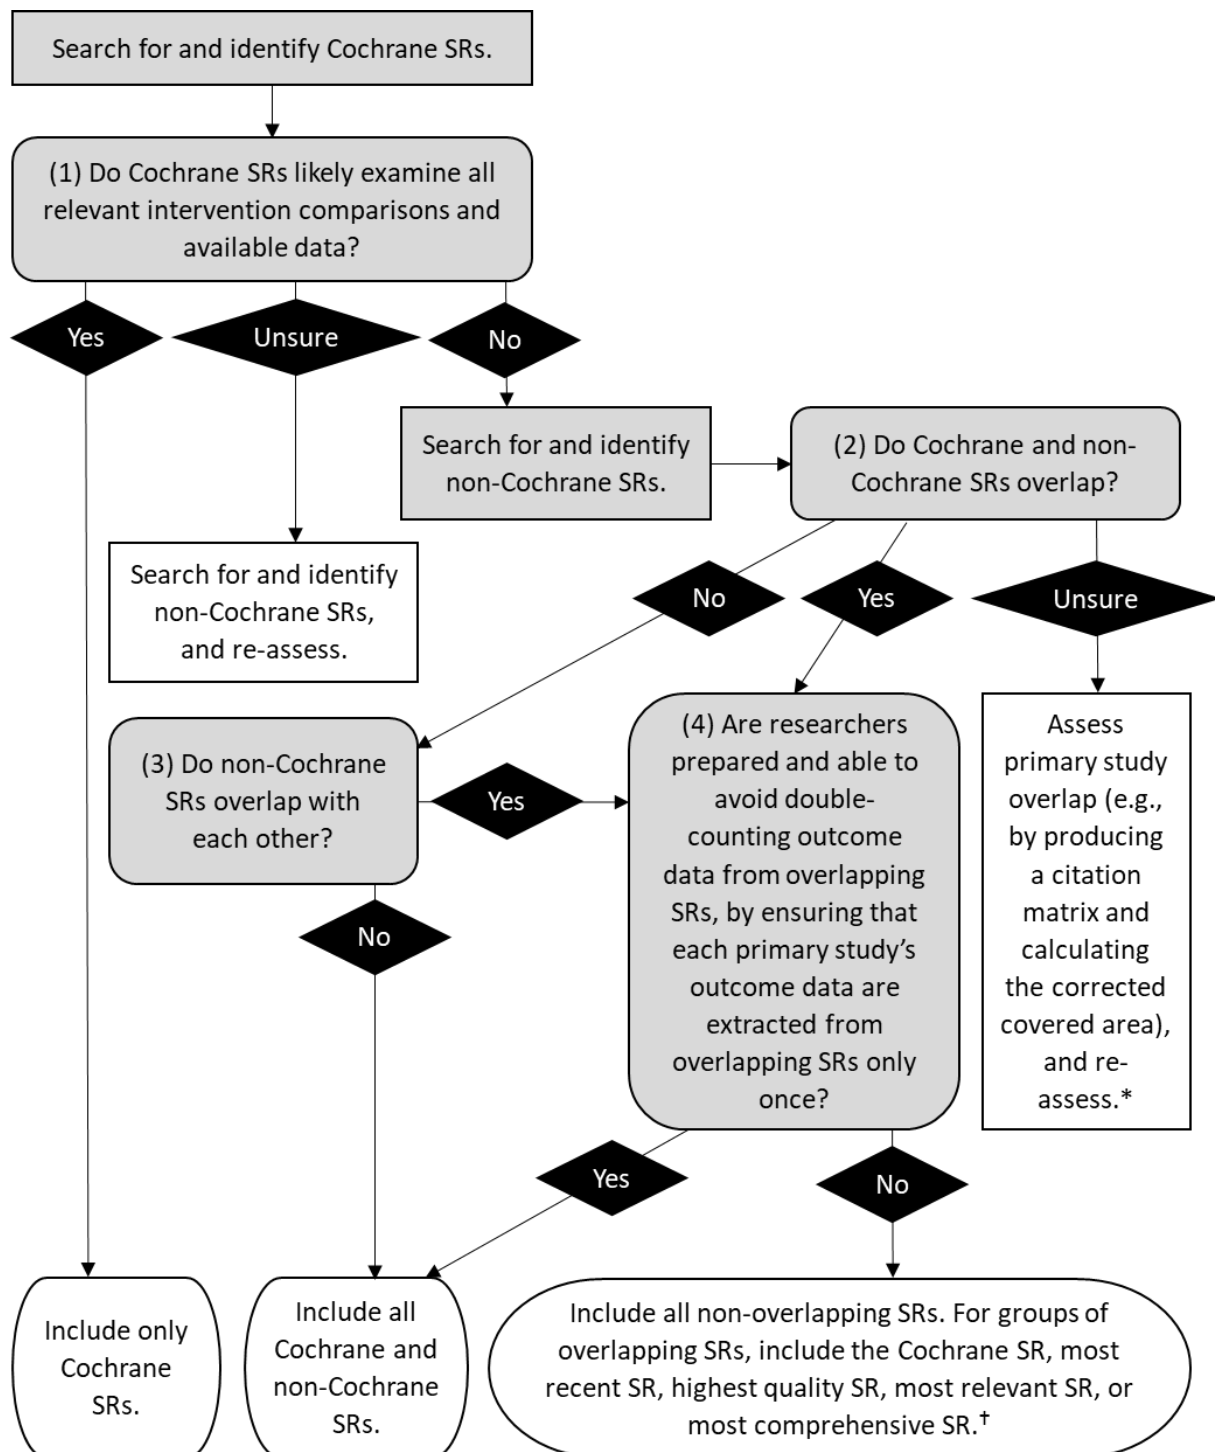 Search for and identify Cochrane SRs.
(1) Do Cochrane SRs likely examine all
relevant intervention comparisons and
available data?
Yes
Unsure
No
Search for and identify
non-Cochrane SRs.
(2) Do Cochrane and non-
Cochrane SRs overlap?
Search for and identify
non-Cochrane SRs,
and re-assess.
No
Yes
Unsure
(3) Do non-Cochrane
SRs overlap with
each other?
Yes
No
(4) Are researchers
prepared and able to
avoid double-
counting outcome
data from overlapping
SRs, by ensuring that
each primary study’s
outcome data are
extracted from
overlapping SRs only
once?
Assess
primary study
overlap (e.g.,
by producing
a citation
matrix and
calculating
the corrected
covered area),
and re-
assess.*
Yes
No
Include only
Cochrane
SRs.
Include all
Cochrane and
non-Cochrane
SRs.
Include all non-overlapping SRs. For groups of
overlapping SRs, include the Cochrane SR, most
recent SR, highest quality SR, most relevant SR, or
most comprehensive SR.†